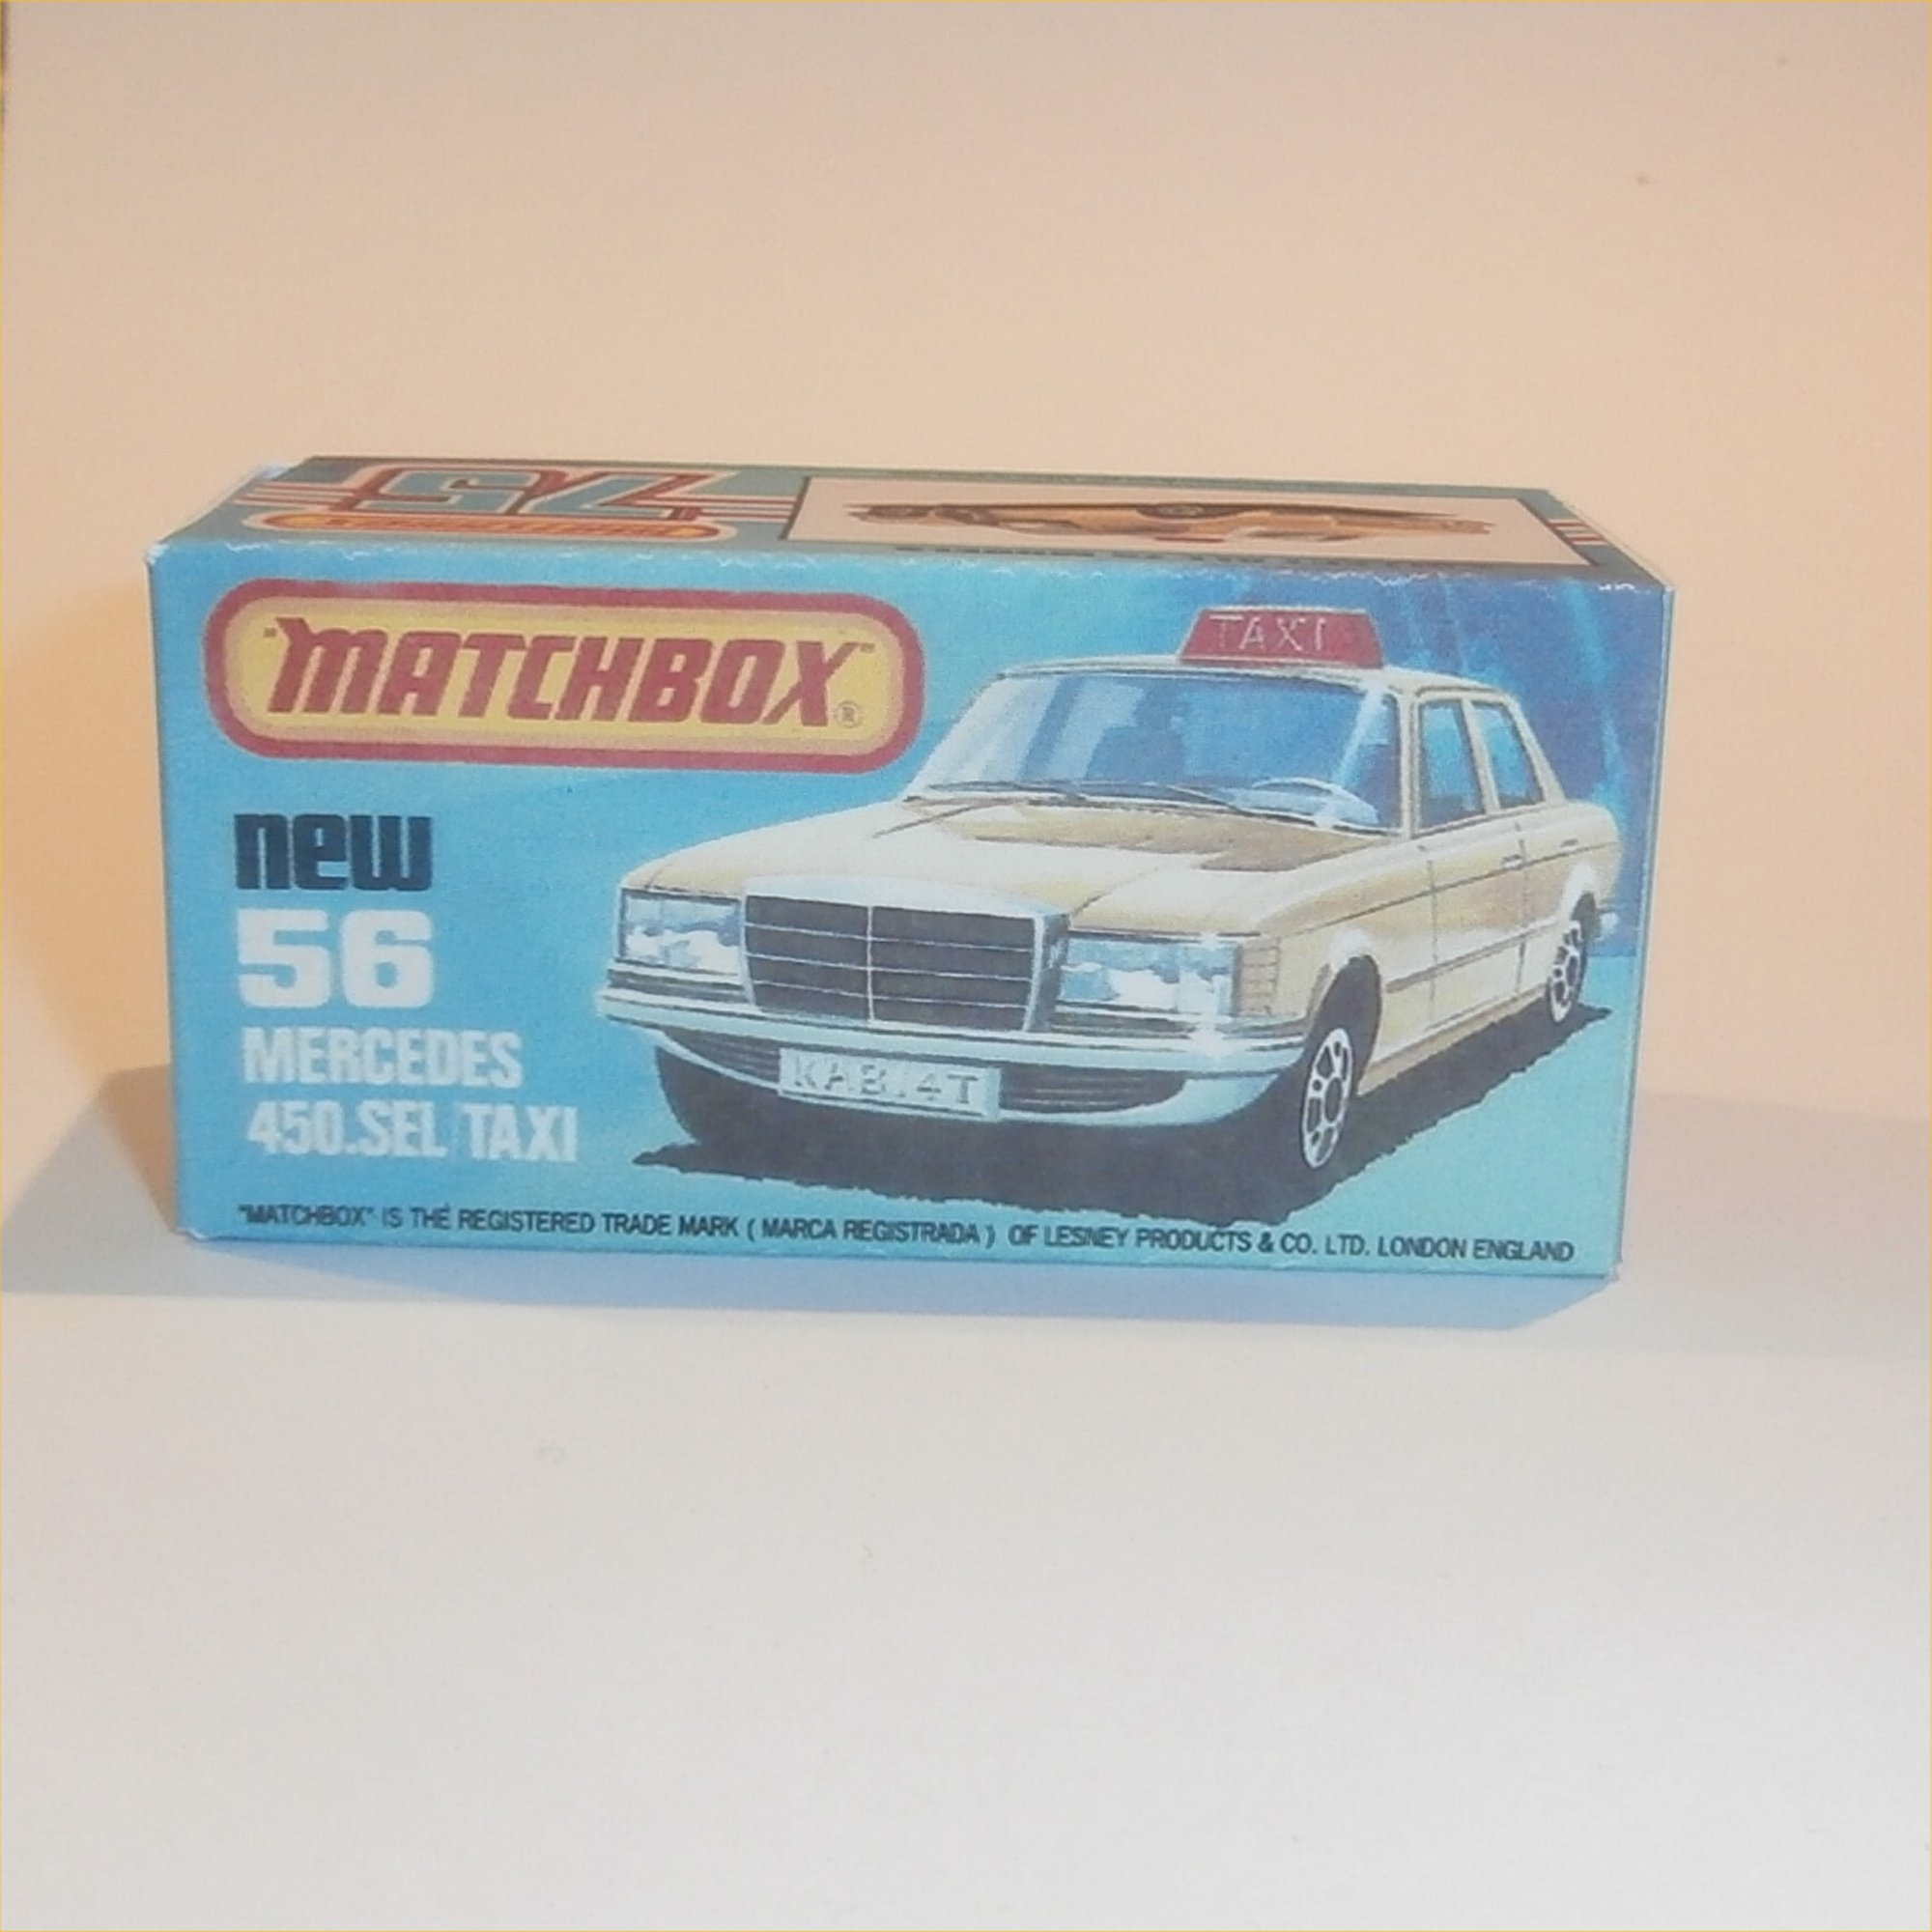 75
"MATCHBOX"®
TAXI
new
56
MERCEDES
450.SEL TAXI
KAB.4T
"MATCHBOX" IS THE REGISTERED TRADE MARK ( MARCA REGISTRADA ) OF LESNEY PRODUCTS & CO. LTD. LONDON ENGLAND